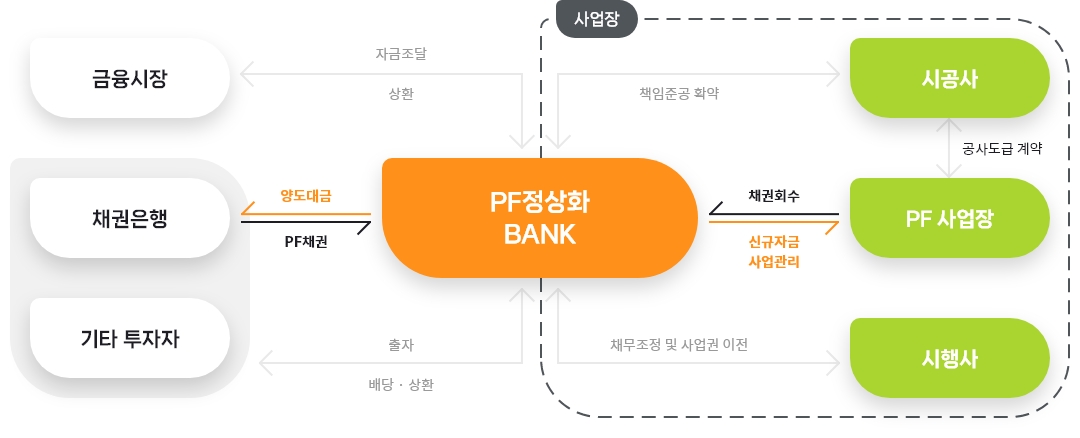 사업장
금융시장
자금조달
상환
책임준공 확약
시공사
공사도급 계약
채권은행
양도대금
PF채권
PF정상화
BANK
채권회수
신규자금
사업관리
PF 사업장
기타 투자자
출자
배당 · 상환
채무조정 및 사업권 이전
시행사